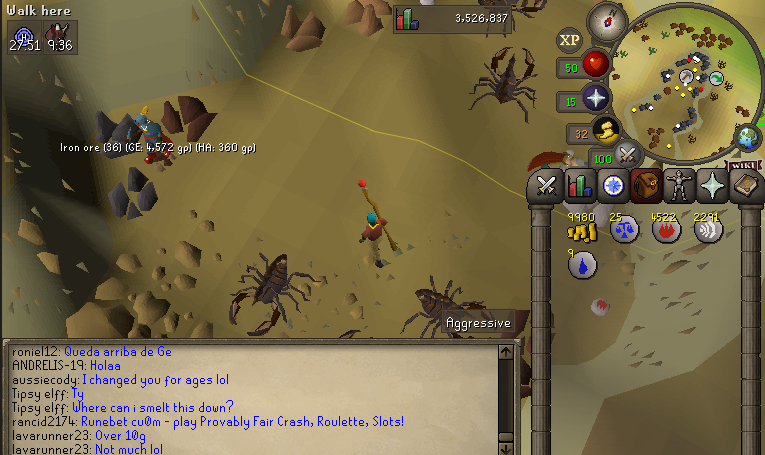 Walk here
3,526,837
27:51 9:36
XP
50
15
32
100
WIKI
Iron ore (36) (GE: 4,572 gp) (HA: 360 gp)
9980 25 4522 2291
9
Aggressive
roniel12: Queda arriba de Ge
ANDRELIS-19: Holaa
aussiecody: I changed you for ages lol
Tipsy elff: Ty
Tipsy elff: Where can i smelt this down?
rancid2174: Runebet cu0m - play Provably Fair Crash, Roulette, Slots!
lavarunner23: Over 10g
lavarunner23: Not much lol